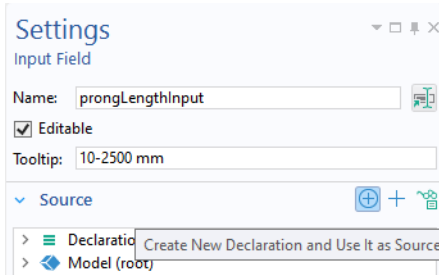 Settings
Input Field
Name: prongLengthInput
Editable
Tooltip: 10-2500 mm
Source
Declaratio
Create New Declaration and Use It as Source
Model (root)